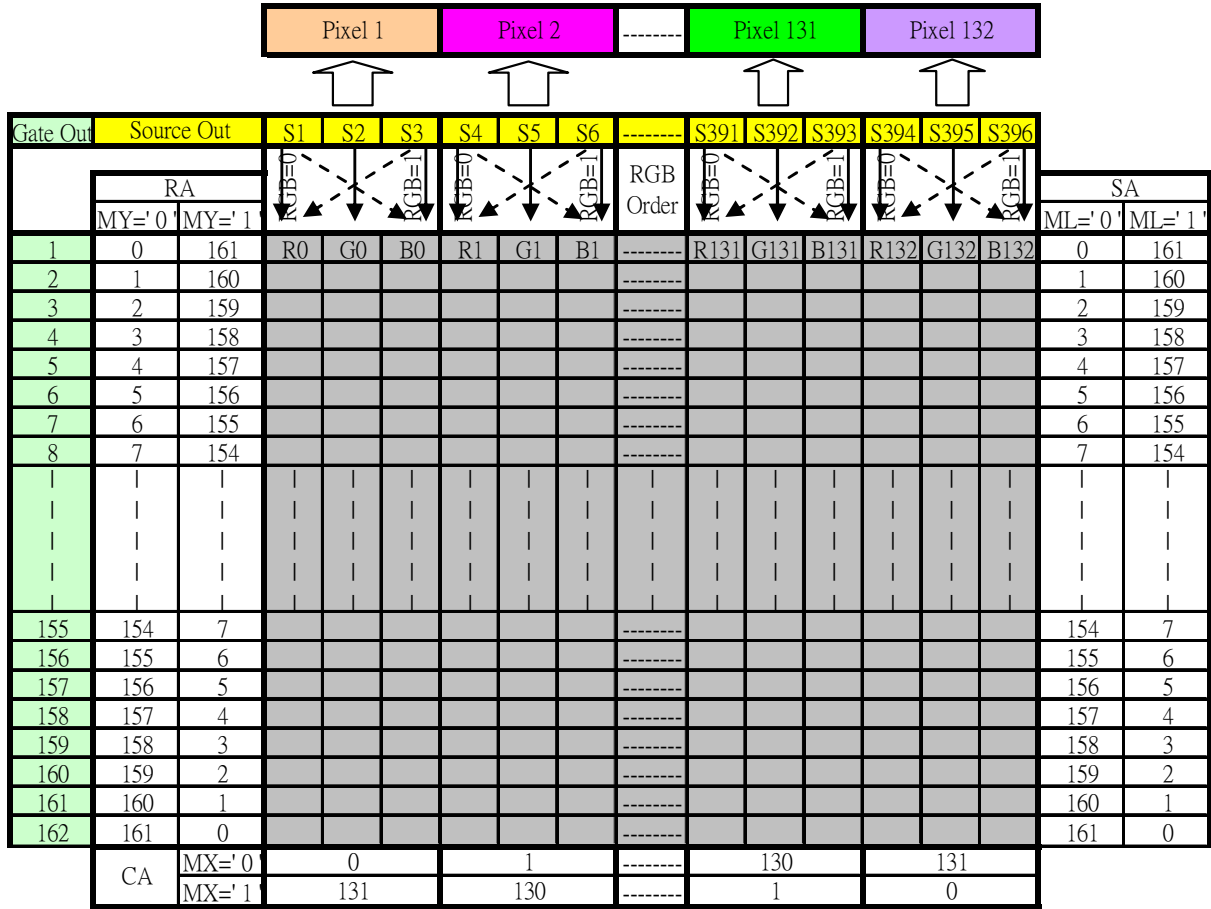 Pixel 1 Pixel 2 -------- Pixel 131 Pixel 132
Gate Out Source Out S1 S2 S3 S4 S5 S6 -------- S391 S392 S393 S394 S395 S396
RGB=0 RGB=1 RGB=0 RGB=1 RGB Order RGB=0 RGB=1 RGB=0 RGB=1
RA SA
MY=' 0 ' MY=' 1 ' ML=' 0 ' ML=' 1 '
1 0 161 R0 G0 B0 R1 G1 B1 -------- R131 G131 B131 R132 G132 B132 0 161
2 1 160 -------- 1 160
3 2 159 -------- 2 159
4 3 158 -------- 3 158
5 4 157 -------- 4 157
6 5 156 -------- 5 156
7 6 155 -------- 6 155
8 7 154 -------- 7 154
155 154 7 -------- 154 7
156 155 6 -------- 155 6
157 156 5 -------- 156 5
158 157 4 -------- 157 4
159 158 3 -------- 158 3
160 159 2 -------- 159 2
161 160 1 -------- 160 1
162 161 0 -------- 161 0
CA MX=' 0 ' 0 1 -------- 130 131
MX=' 1 ' 131 130 -------- 1 0